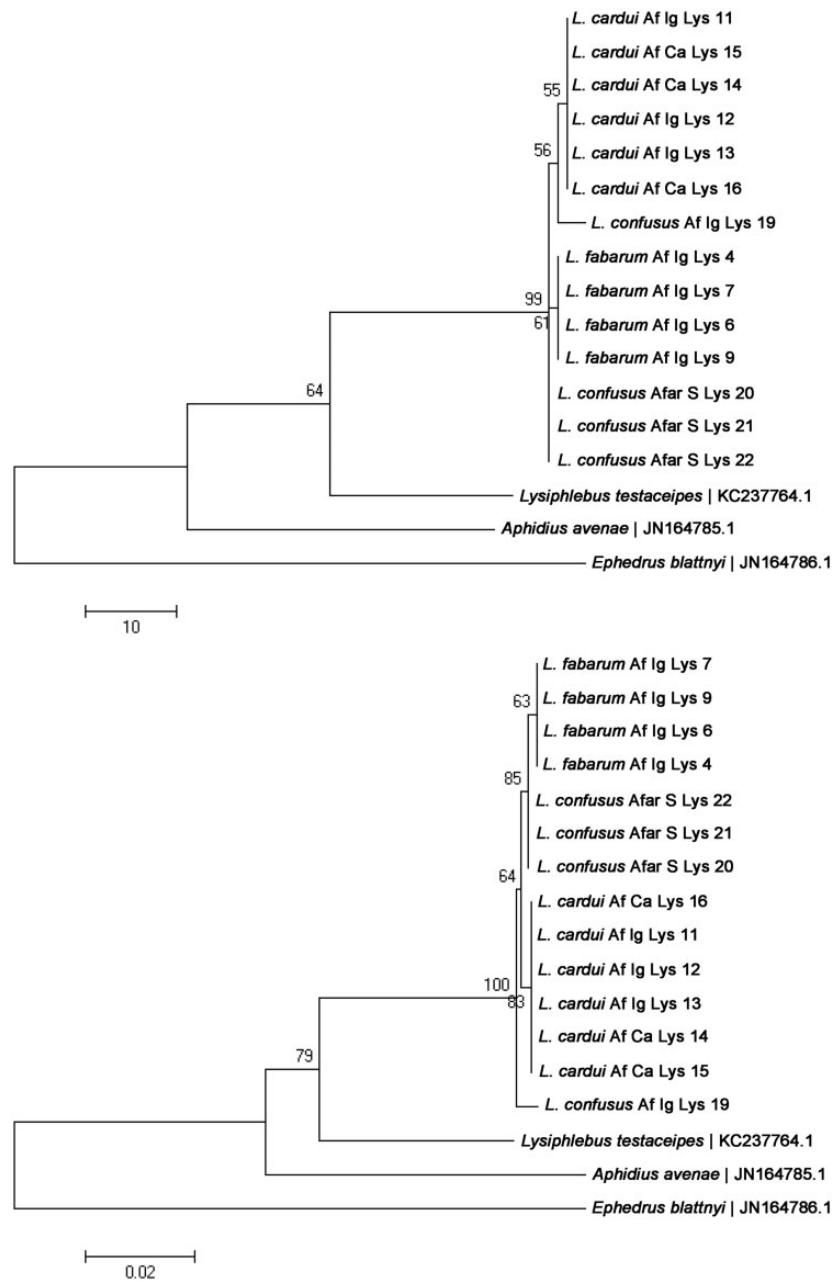 L. cardui Af Ig Lys 11
L. cardui Af Ca Lys 15
L. cardui Af Ca Lys 14
55
L. cardui Af Ig Lys 12
56
L. cardui Af Ig Lys 13
L. cardui Af Ca Lys 16
L. confusus Af Ig Lys 19
L. fabarum Af Ig Lys 4
L. fabarum Af Ig Lys 7
99
61
L. fabarum Af Ig Lys 6
L. fabarum Af Ig Lys 9
64
L. confusus Afar S Lys 20
L. confusus Afar S Lys 21
L. confusus Afar S Lys 22
Lysiphlebus testaceipes | KC237764.1
Aphidius avenae | JN164785.1
Ephedrus blattnyi | JN164786.1
10
L. fabarum Af Ig Lys 7
63
L. fabarum Af Ig Lys 9
L. fabarum Af Ig Lys 6
L. fabarum Af Ig Lys 4
85
L. confusus Afar S Lys 22
L. confusus Afar S Lys 21
L. confusus Afar S Lys 20
64
L. cardui Af Ca Lys 16
L. cardui Af Ig Lys 11
L. cardui Af Ig Lys 12
100
83
L. cardui Af Ig Lys 13
L. cardui Af Ca Lys 14
79
L. cardui Af Ca Lys 15
L. confusus Af Ig Lys 19
Lysiphlebus testaceipes | KC237764.1
Aphidius avenae | JN164785.1
Ephedrus blattnyi | JN164786.1
0.02